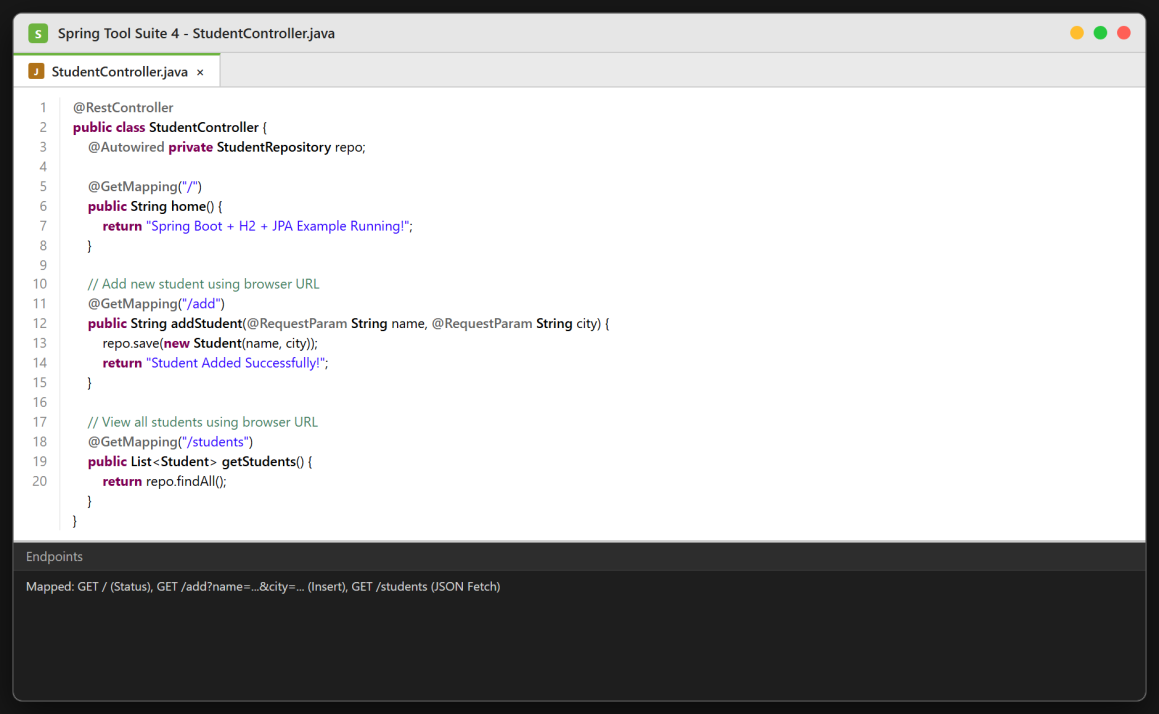 S Spring Tool Suite 4 - StudentController.java
J StudentController.java ×
1 @RestController
2 public class StudentController {
3 @Autowired private StudentRepository repo;
4
5 @GetMapping("/")
6 public String home() {
7 return "Spring Boot + H2 + JPA Example Running!";
8 }
9
10 // Add new student using browser URL
11 @GetMapping("/add")
12 public String addStudent(@RequestParam String name, @RequestParam String city) {
13 repo.save(new Student(name, city));
14 return "Student Added Successfully!";
15 }
16
17 // View all students using browser URL
18 @GetMapping("/students")
19 public List<Student> getStudents() {
20 return repo.findAll();
}
}
Endpoints
Mapped: GET / (Status), GET /add?name=...&city=... (Insert), GET /students (JSON Fetch)